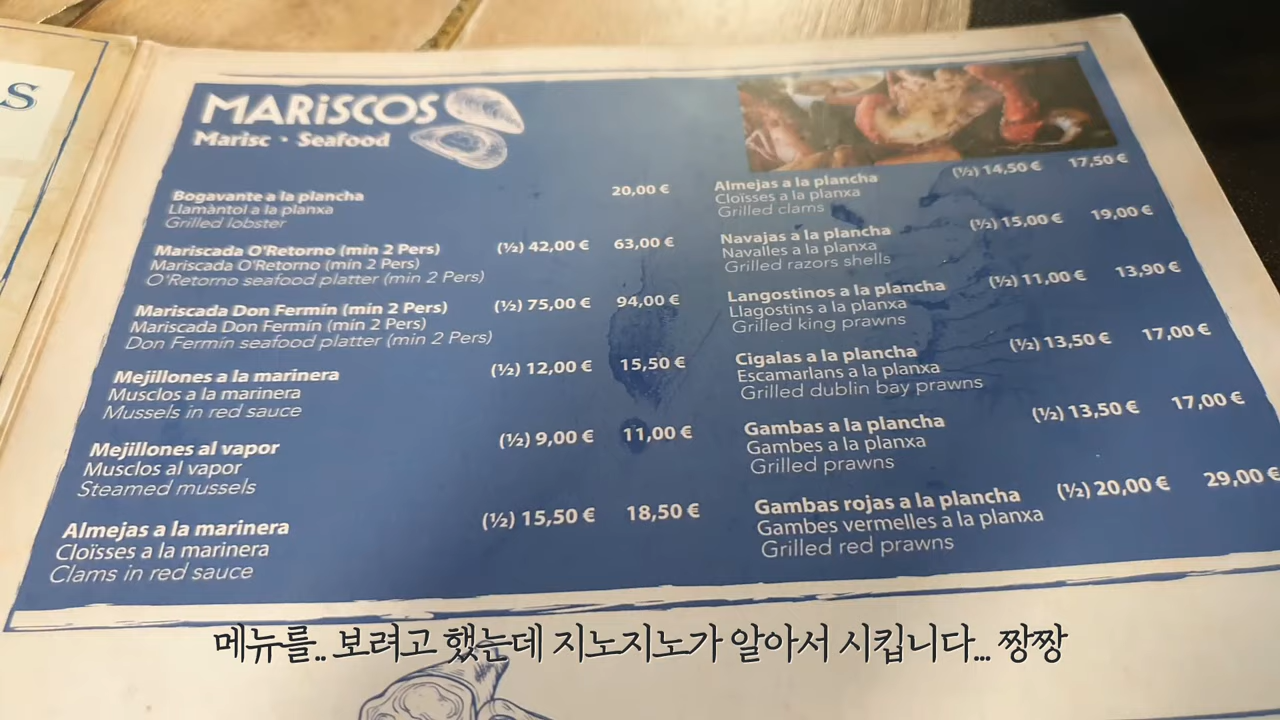 S
MARiSCOS
Marisc · Seafood
Bogavante a la plancha 20,00 €
Llamàntol a la planxa
Grilled lobster
Mariscada O'Retorno (min 2 Pers) (½) 42,00 € 63,00 €
Mariscada O'Retorno (min 2 Pers)
O'Retorno seafood platter (min 2 Pers)
Mariscada Don Fermín (min 2 Pers) (½) 75,00 € 94,00 €
Mariscada Don Fermín (min 2 Pers)
Don Fermín seafood platter (min 2 Pers)
Mejillones a la marinera (½) 12,00 € 15,50 €
Musclos a la marinera
Mussels in red sauce
Mejillones al vapor (½) 9,00 € 11,00 €
Musclos al vapor
Steamed mussels
Almejas a la marinera (½) 15,50 € 18,50 €
Cloïsses a la marinera
Clams in red sauce
Almejas a la plancha (½) 14,50 € 17,50 €
Cloïsses a la planxa
Grilled clams
Navajas a la plancha (½) 15,00 € 19,00 €
Navalles a la planxa
Grilled razors shells
Langostinos a la plancha (½) 11,00 € 13,90 €
Llagostins a la planxa
Grilled king prawns
Cigalas a la plancha (½) 13,50 € 17,00 €
Escamarlans a la planxa
Grilled dublin bay prawns
Gambas a la plancha (½) 13,50 € 17,00 €
Gambes a la planxa
Grilled prawns
Gambas rojas a la plancha (½) 20,00 € 29,00 €
Gambes vermelles a la planxa
Grilled red prawns
메뉴를.. 보려고 했는데 지노지노가 알아서 시킵니다... 짱짱